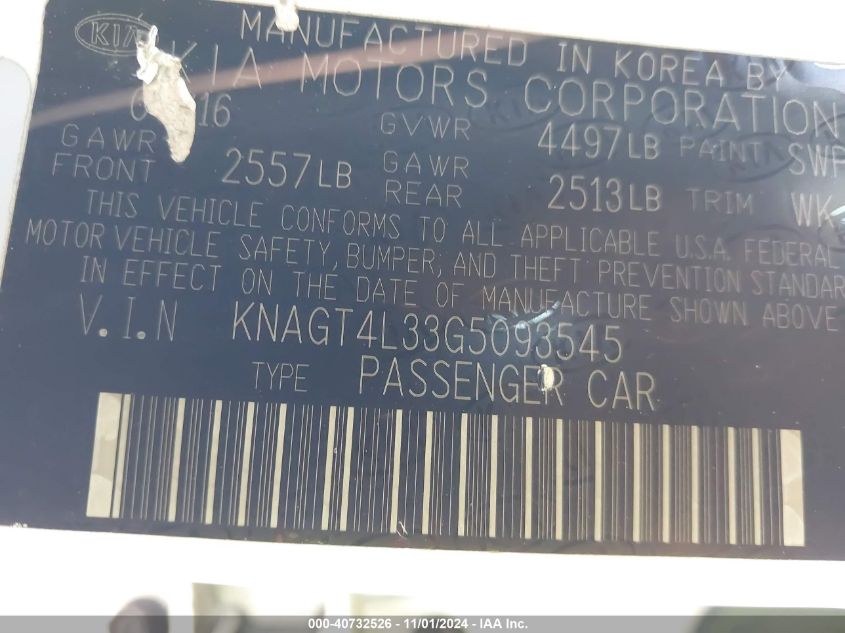 KIA
MANUFACTURED IN KOREA BY
KIA MOTORS CORPORATION
16
GVWR 4497LB PAINT SWP
GAWR FRONT 2557LB GAWR REAR 2513LB TRIM WK
THIS VEHICLE CONFORMS TO ALL APPLICABLE U.S.A. FEDERAL
MOTOR VEHICLE SAFETY, BUMPER, AND THEFT PREVENTION STANDAR
IN EFFECT ON THE DATE OF MANUFACTURE SHOWN ABOVE
V.I.N KNAGT4L33G5093545
TYPE PASSENGER CAR
000-40732526 - 11/01/2024 - IAA Inc.